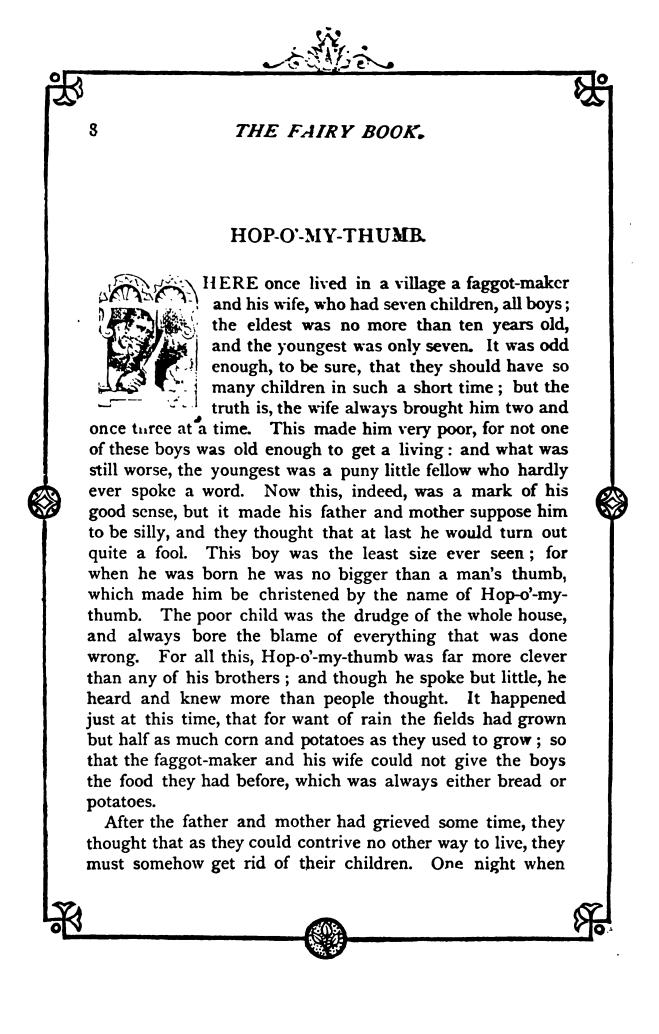 8
THE FAIRY BOOK.
HOP-O'-MY-THUMB.
THERE once lived in a village a faggot-maker
and his wife, who had seven children, all boys;
the eldest was no more than ten years old,
and the youngest was only seven. It was odd
enough, to be sure, that they should have so
many children in such a short time; but the
truth is, the wife always brought him two and
once three at a time. This made him very poor, for not one
of these boys was old enough to get a living: and what was
still worse, the youngest was a puny little fellow who hardly
ever spoke a word. Now this, indeed, was a mark of his
good sense, but it made his father and mother suppose him
to be silly, and they thought that at last he would turn out
quite a fool. This boy was the least size ever seen; for
when he was born he was no bigger than a man's thumb,
which made him be christened by the name of Hop-o'-my-
thumb. The poor child was the drudge of the whole house,
and always bore the blame of everything that was done
wrong. For all this, Hop-o'-my-thumb was far more clever
than any of his brothers; and though he spoke but little, he
heard and knew more than people thought. It happened
just at this time, that for want of rain the fields had grown
but half as much corn and potatoes as they used to grow; so
that the faggot-maker and his wife could not give the boys
the food they had before, which was always either bread or
potatoes.
After the father and mother had grieved some time, they
thought that as they could contrive no other way to live, they
must somehow get rid of their children. One night when